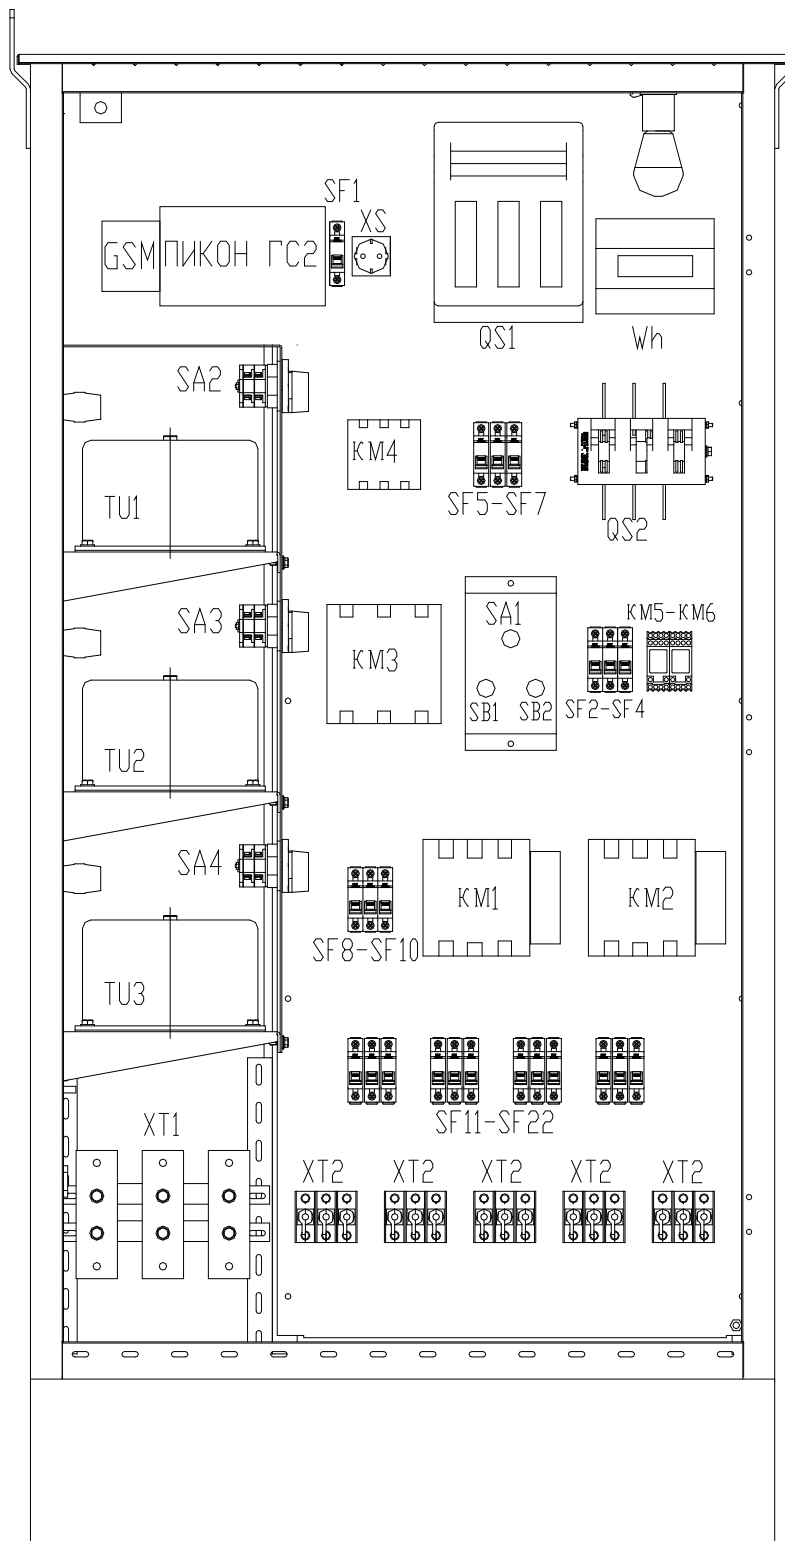 SF1
XS
GSM ПИКОН ГС2
QS1
Wh
SA2
KM4
TU1
SF5-SF7
QS2
SA3
SA1
KM5-KM6
KM3
SB1 SB2 SF2-SF4
TU2
SA4
KM1
KM2
SF8-SF10
TU3
SF11-SF22
XT1
XT2 XT2 XT2 XT2 XT2